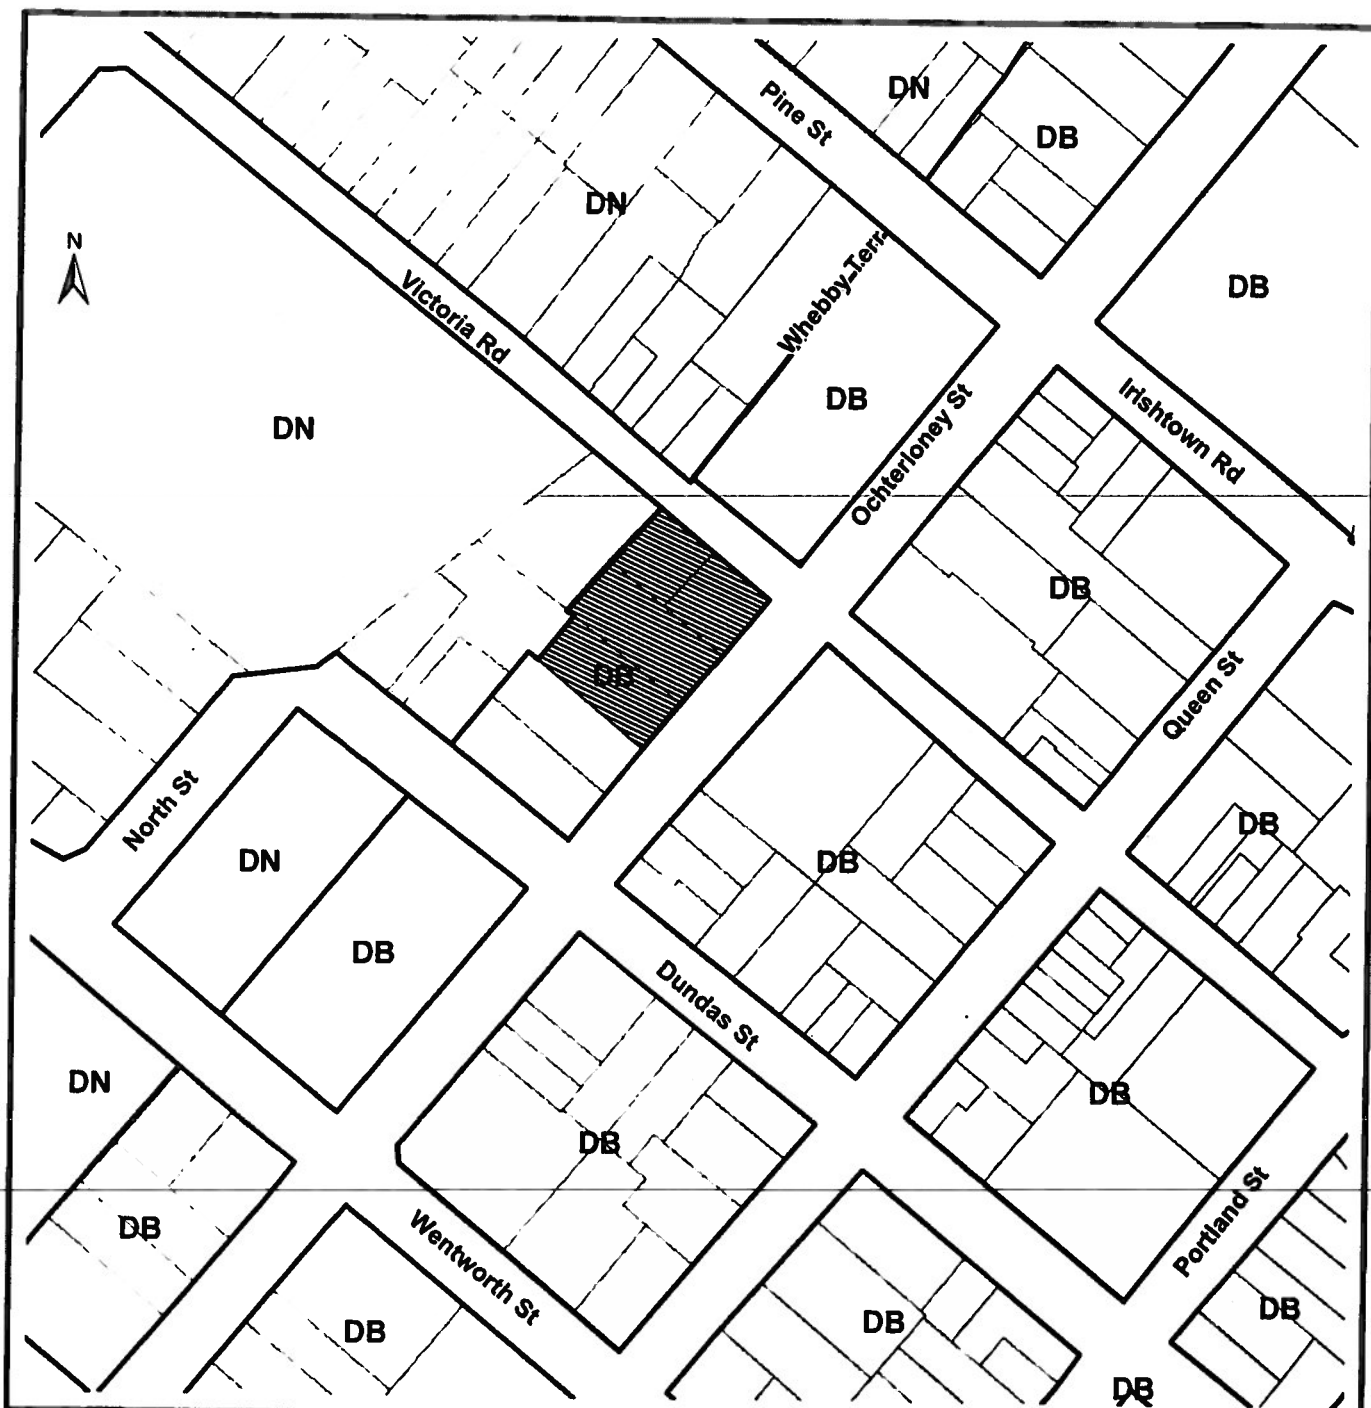 DN
Pine St
DB
DN
N
Whebby Terr
DB
Victoria Rd
DB
Irishtown Rd
DN
Ochterloney St
DB
Queen St
DB
North St
DB
DN
DB
DB
Dundas St
DN
DB
DB
Portland St
DB
Wentworth St
DB
DB
DB
DB